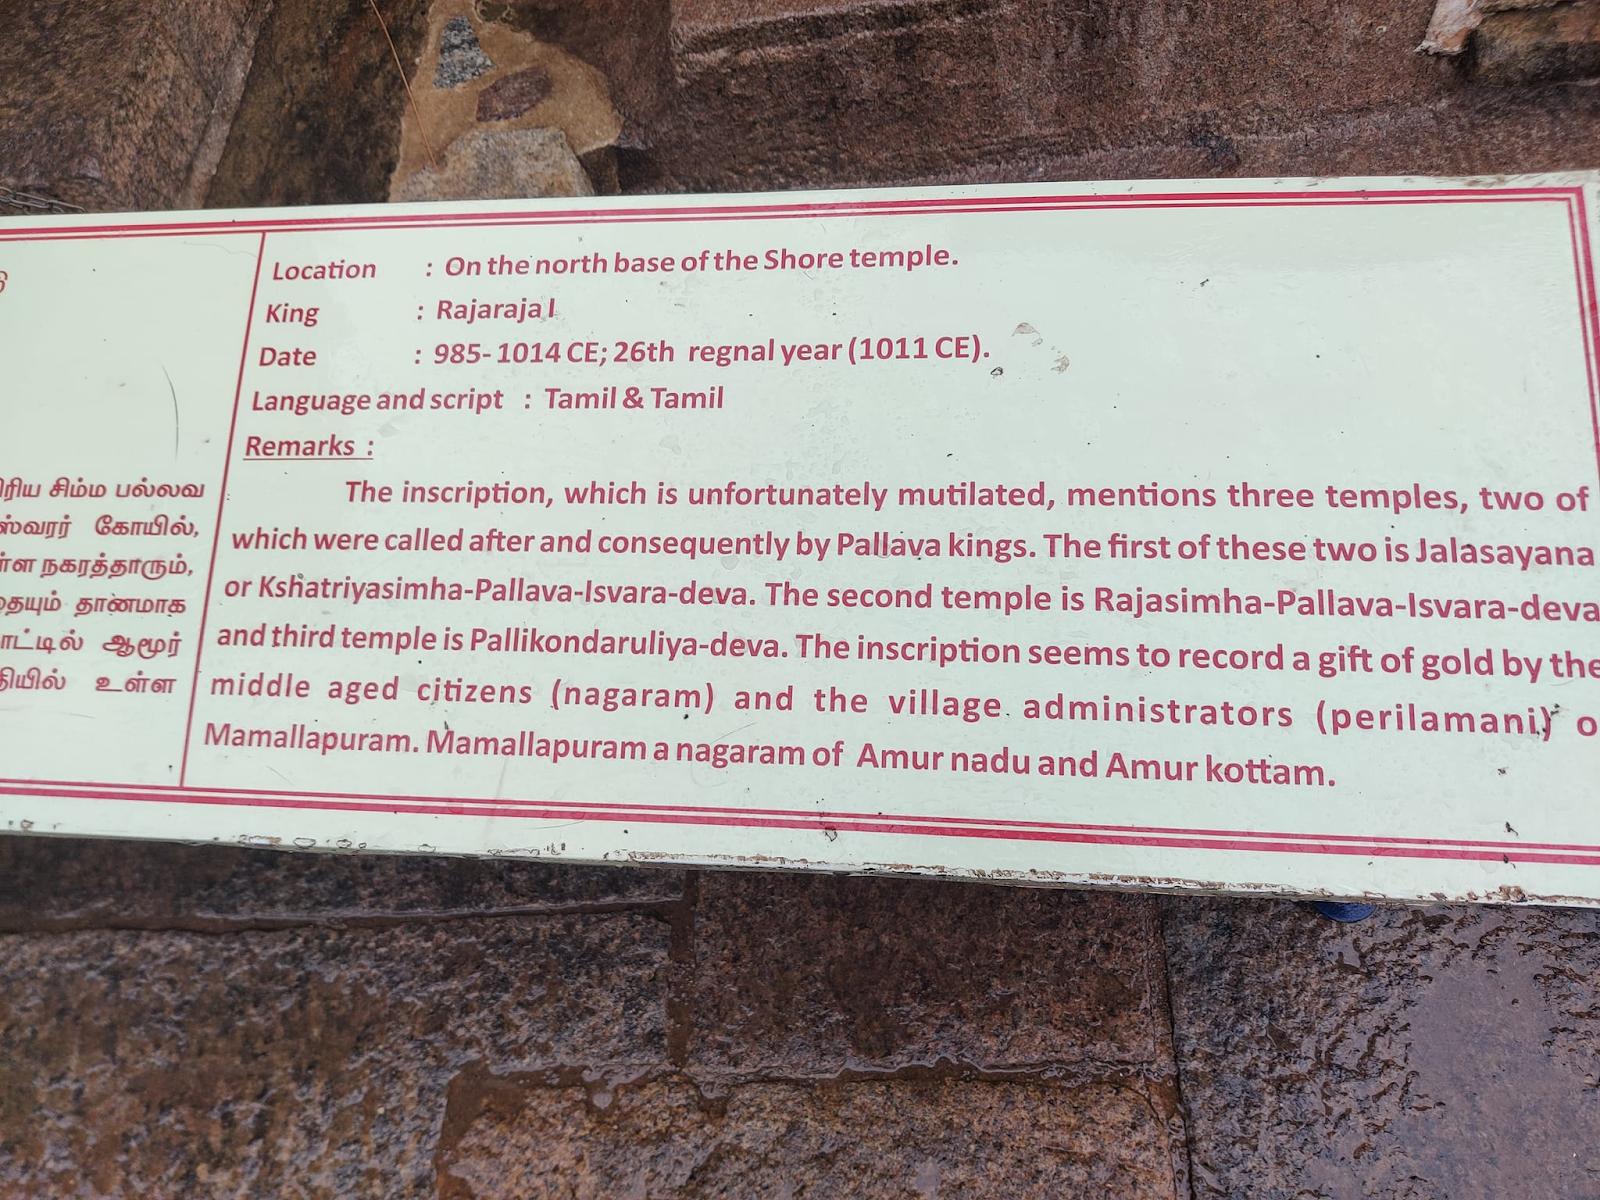 சிம்ம பல்லவ
கோயில்,
நகரத்தாரும்,
தானமாக
ஆமூர்
உள்ள
Location : On the north base of the Shore temple.
King : Rajaraja I
Date : 985- 1014 CE; 26th regnal year (1011 CE).
Language and script : Tamil & Tamil
Remarks :
The inscription, which is unfortunately mutilated, mentions three temples, two of
which were called after and consequently by Pallava kings. The first of these two is Jalasayana
or Kshatriyasimha-Pallava-Isvara-deva. The second temple is Rajasimha-Pallava-Isvara-deva
and third temple is Pallikondaruliya-deva. The inscription seems to record a gift of gold by the
middle aged citizens (nagaram) and the village administrators (perilamani)
Mamallapuram. Mamallapuram a nagaram of Amur nadu and Amur kottam.